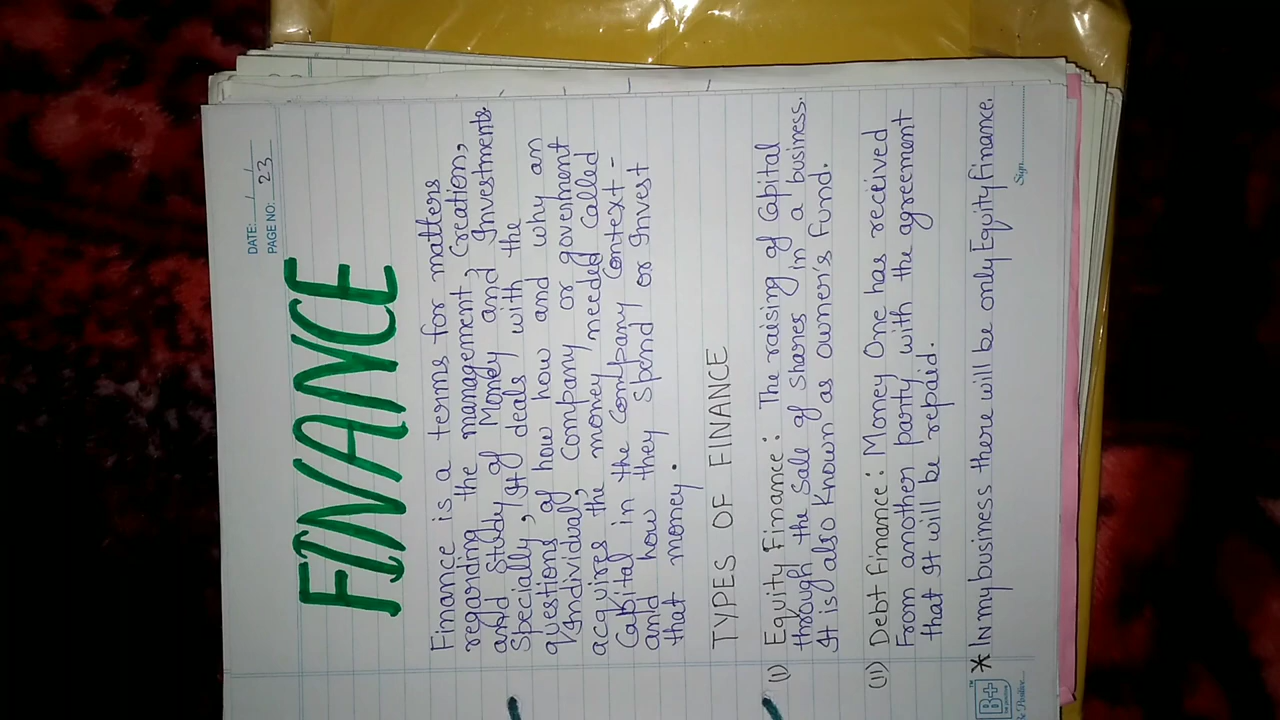 DATE: / /
PAGE NO: 23
FINANCE
Finance is a terms for matters
regarding the management, Creation,
and Study of Money and Investments.
Specially, It deals with the
questions of how how and why an
Individual, Company or government
acquires the money needed called
Capital in the Company Context -
and how they spend or Invest
that money.
TYPES OF FINANCE
(I) Equity Finance: The raising of Capital
through the Sale of Shares in a business.
It is also Known as owner's Fund.
(II) Debt Finance: Money One has received
From another party with the agreement
that It will be repaid.
* In my business there will be only Equity finance.
B+ ™
Sign